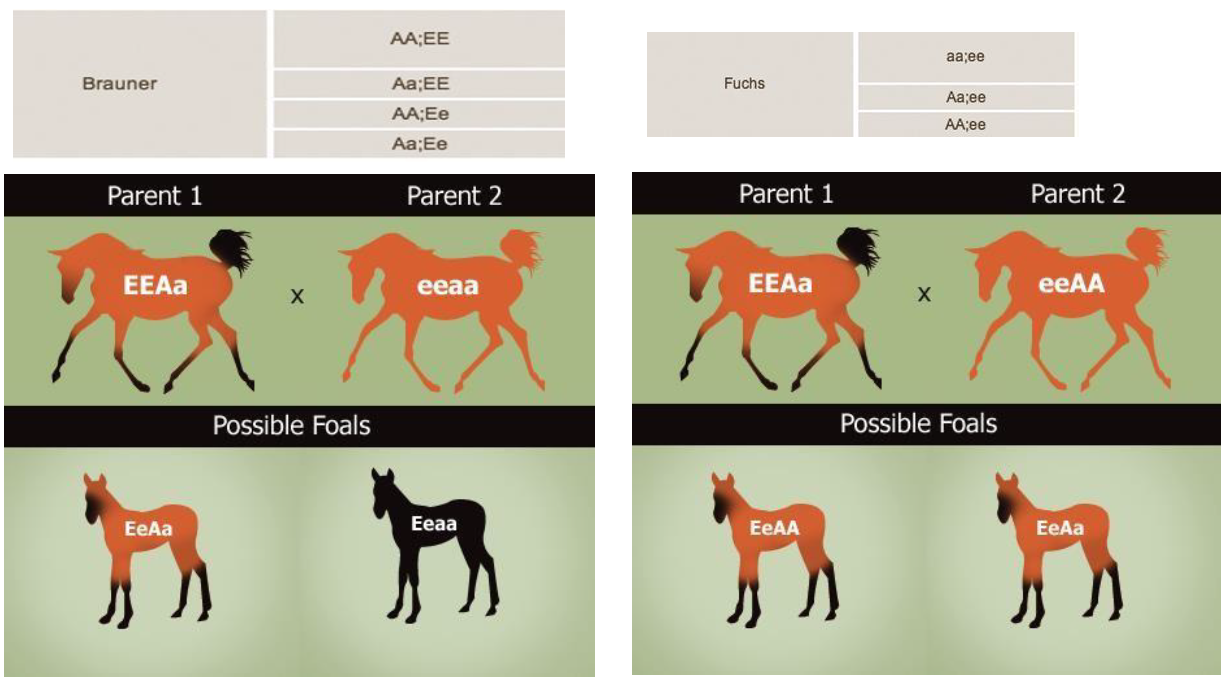 Brauner
AA;EE
Aa;EE
AA;Ee
Aa;Ee
Fuchs
aa;ee
Aa;ee
AA;ee
Parent 1 Parent 2
EEAa x eeaa
Possible Foals
EeAa Eeaa
Parent 1 Parent 2
EEAa x eeAA
Possible Foals
EeAA EeAa